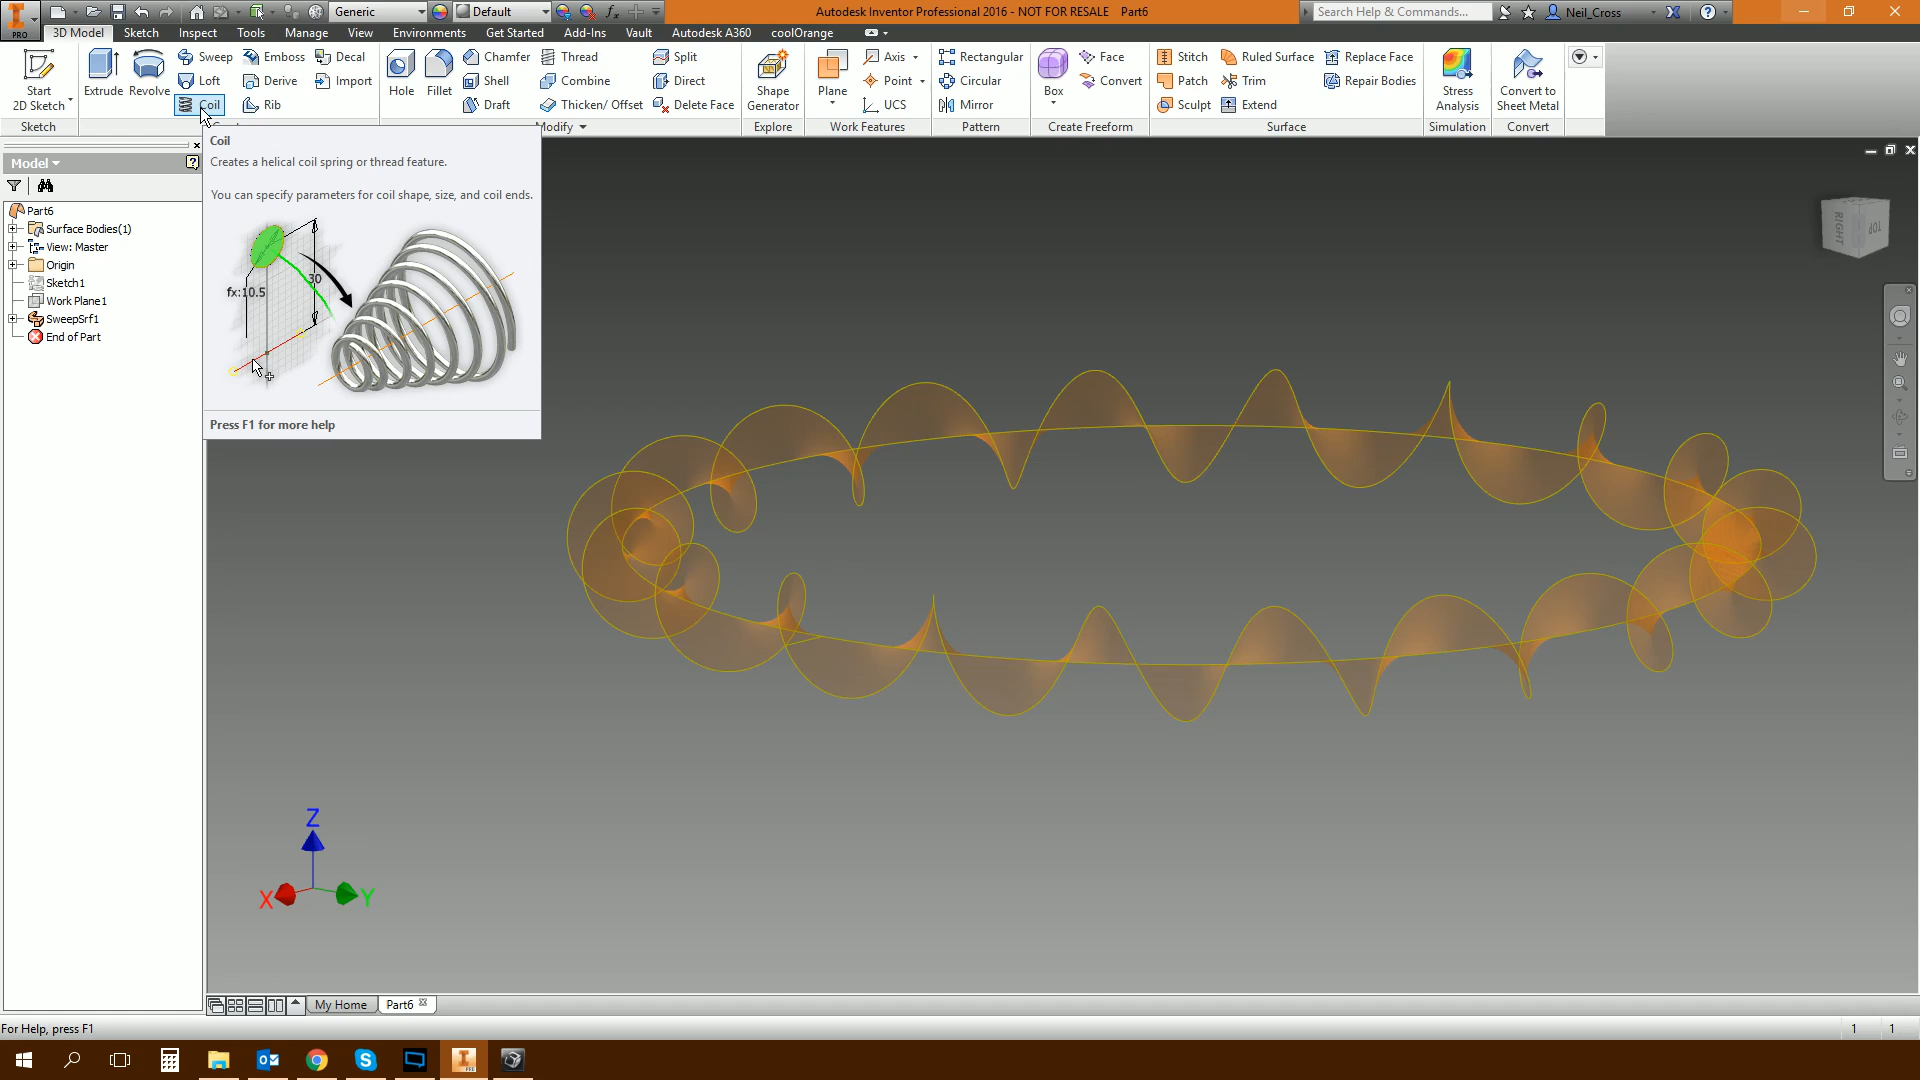 Generic
Default
Autodesk Inventor Professional 2016 - NOT FOR RESALE Part6
Search Help & Commands...
Neil_Cross
PRO
3D Model Sketch Inspect Tools Manage View Environments Get Started Add-Ins Vault Autodesk A360 coolOrange
Start
2D Sketch
Sketch
Extrude
Revolve
Sweep
Loft
Coil
Emboss
Derive
Rib
Decal
Import
Hole
Fillet
Chamfer
Shell
Draft
Thread
Combine
Thicken/ Offset
Split
Direct
Delete Face
Modify
Shape
Generator
Explore
Plane
Axis
Point
UCS
Work Features
Rectangular
Circular
Mirror
Pattern
Box
Face
Convert
Create Freeform
Stitch
Patch
Sculpt
Ruled Surface
Trim
Extend
Replace Face
Repair Bodies
Surface
Stress
Analysis
Simulation
Convert to
Sheet Metal
Convert
Model
Part6
Surface Bodies(1)
View: Master
Origin
Sketch1
Work Plane1
SweepSrf1
End of Part
Coil
Creates a helical coil spring or thread feature.
You can specify parameters for coil shape, size, and coil ends.
30
fx:10.5
Press F1 for more help
RIGHT
TOP
Z
X
Y
My Home
Part6
For Help, press F1
1 1